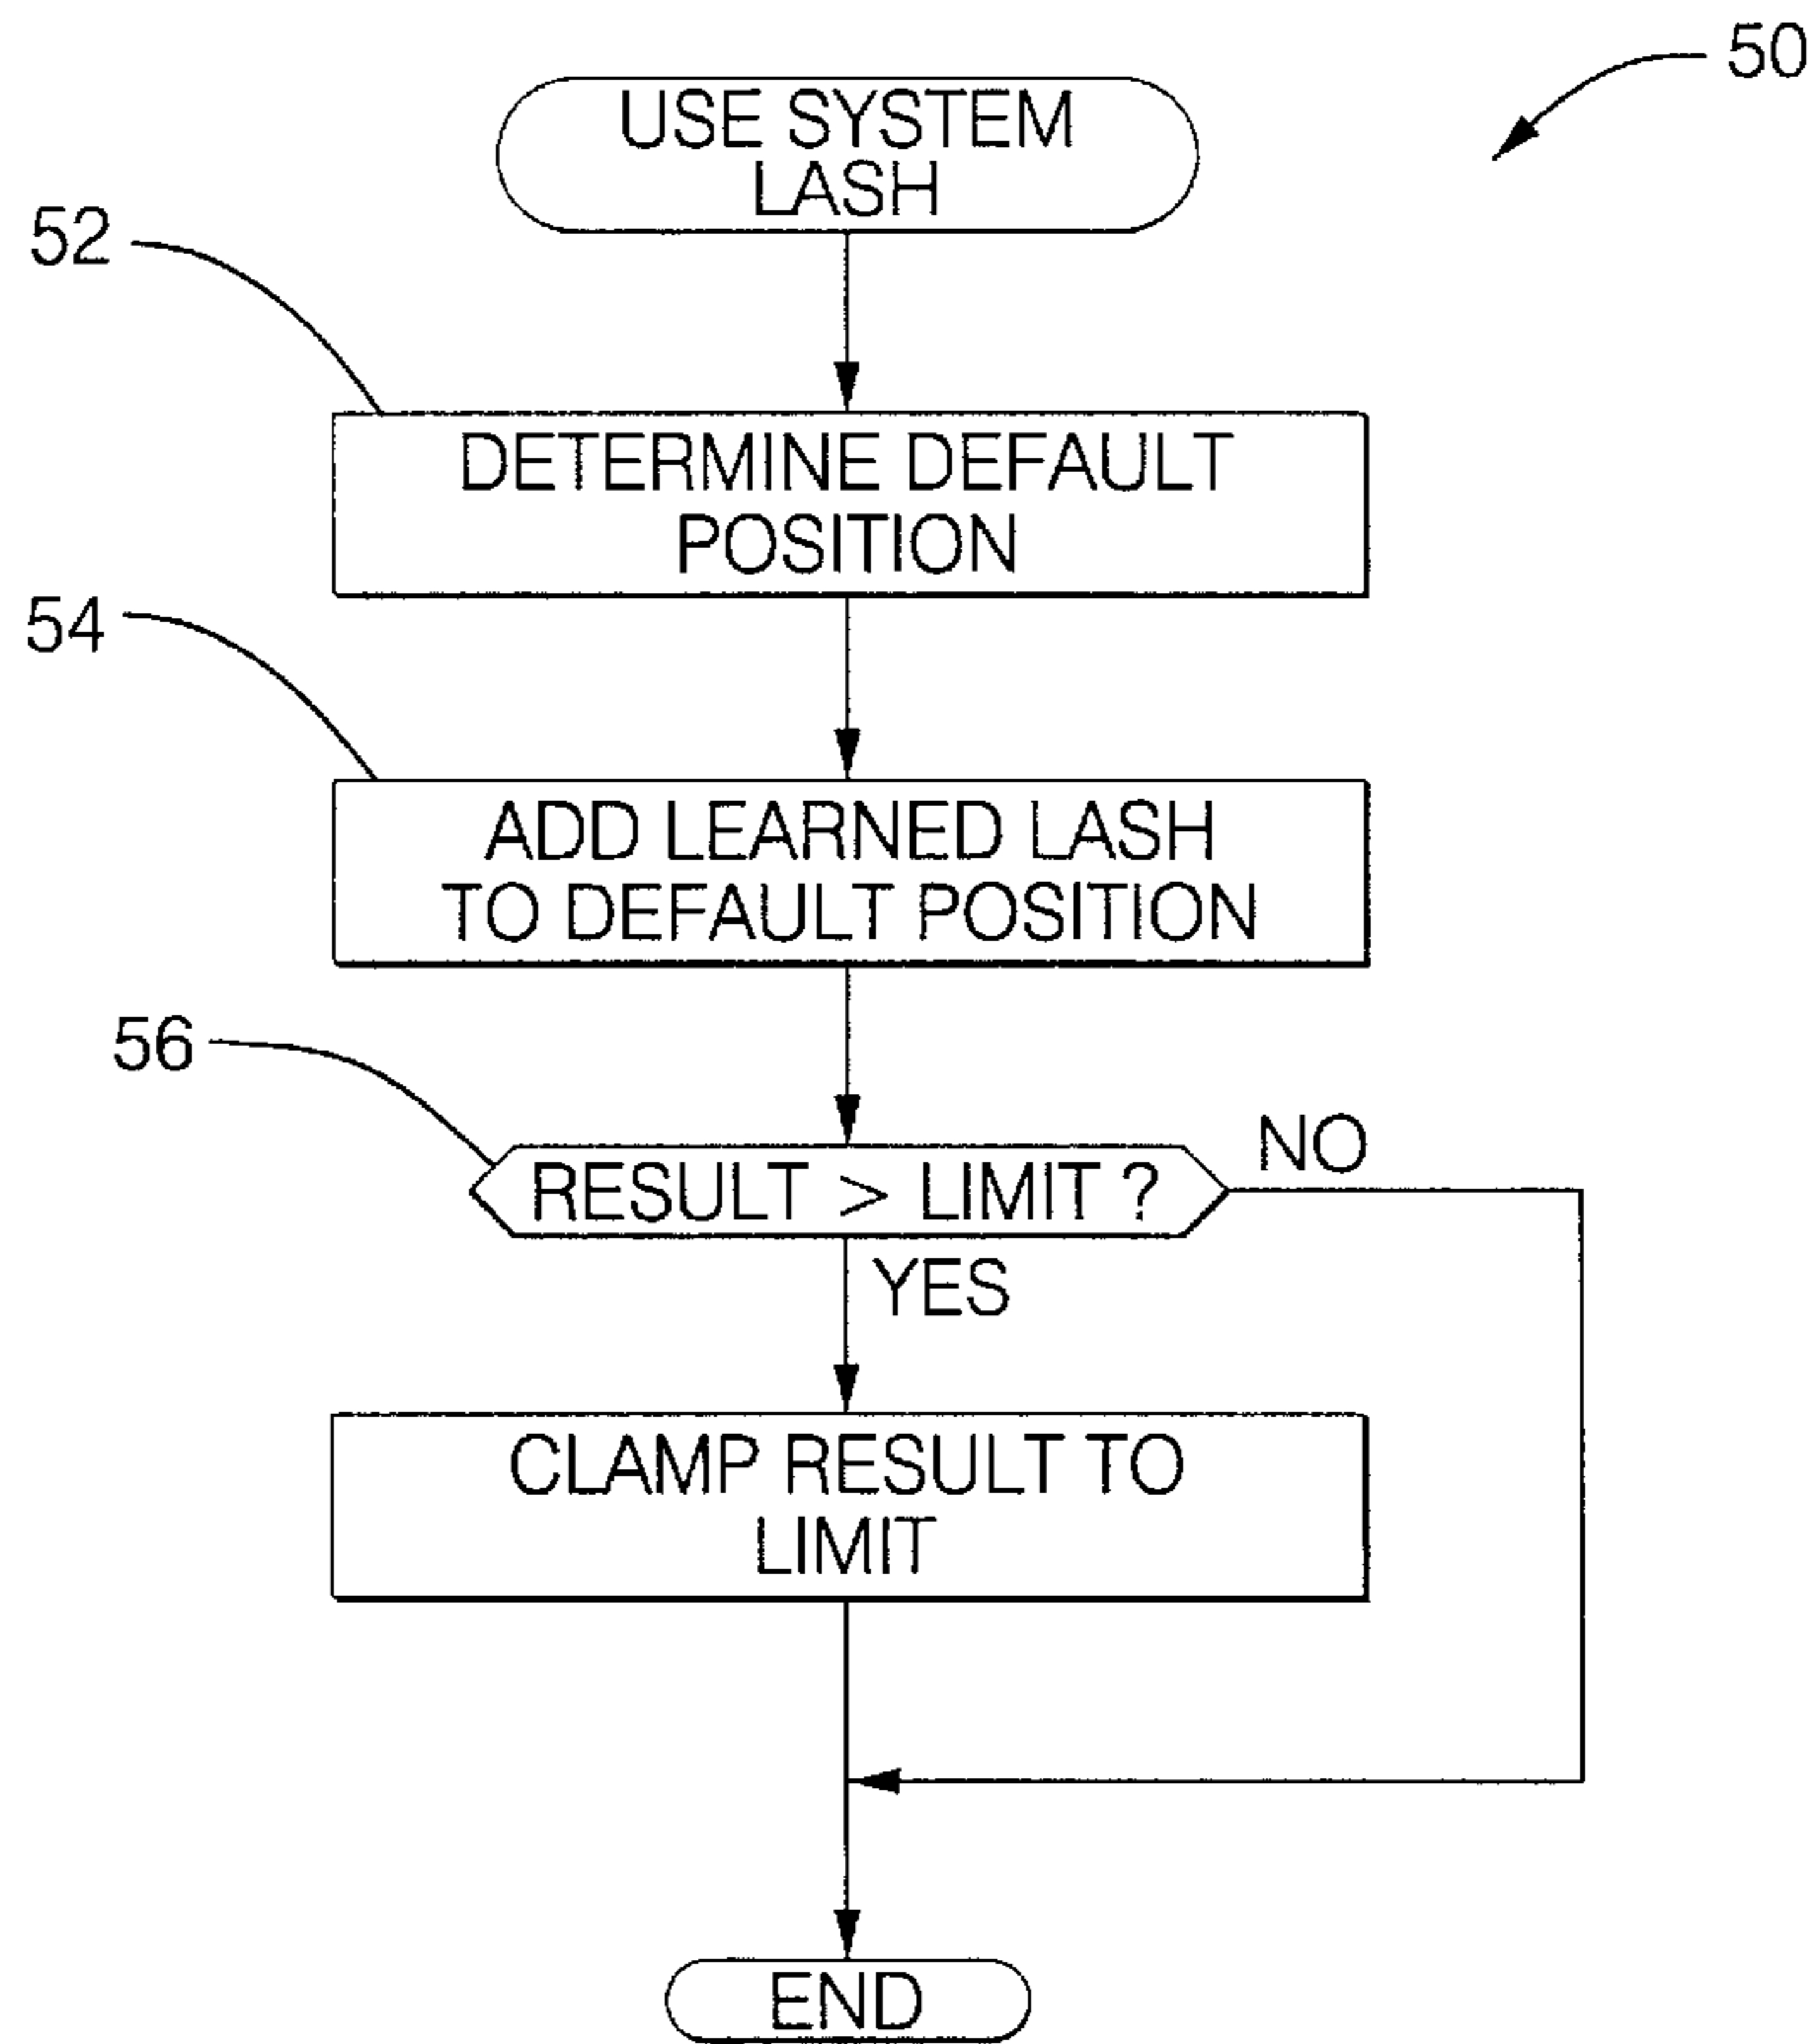 50
USE SYSTEM
LASH
52
DETERMINE DEFAULT
POSITION
54
ADD LEARNED LASH
TO DEFAULT POSITION
56
RESULT > LIMIT ?
NO
YES
CLAMP RESULT TO
LIMIT
END